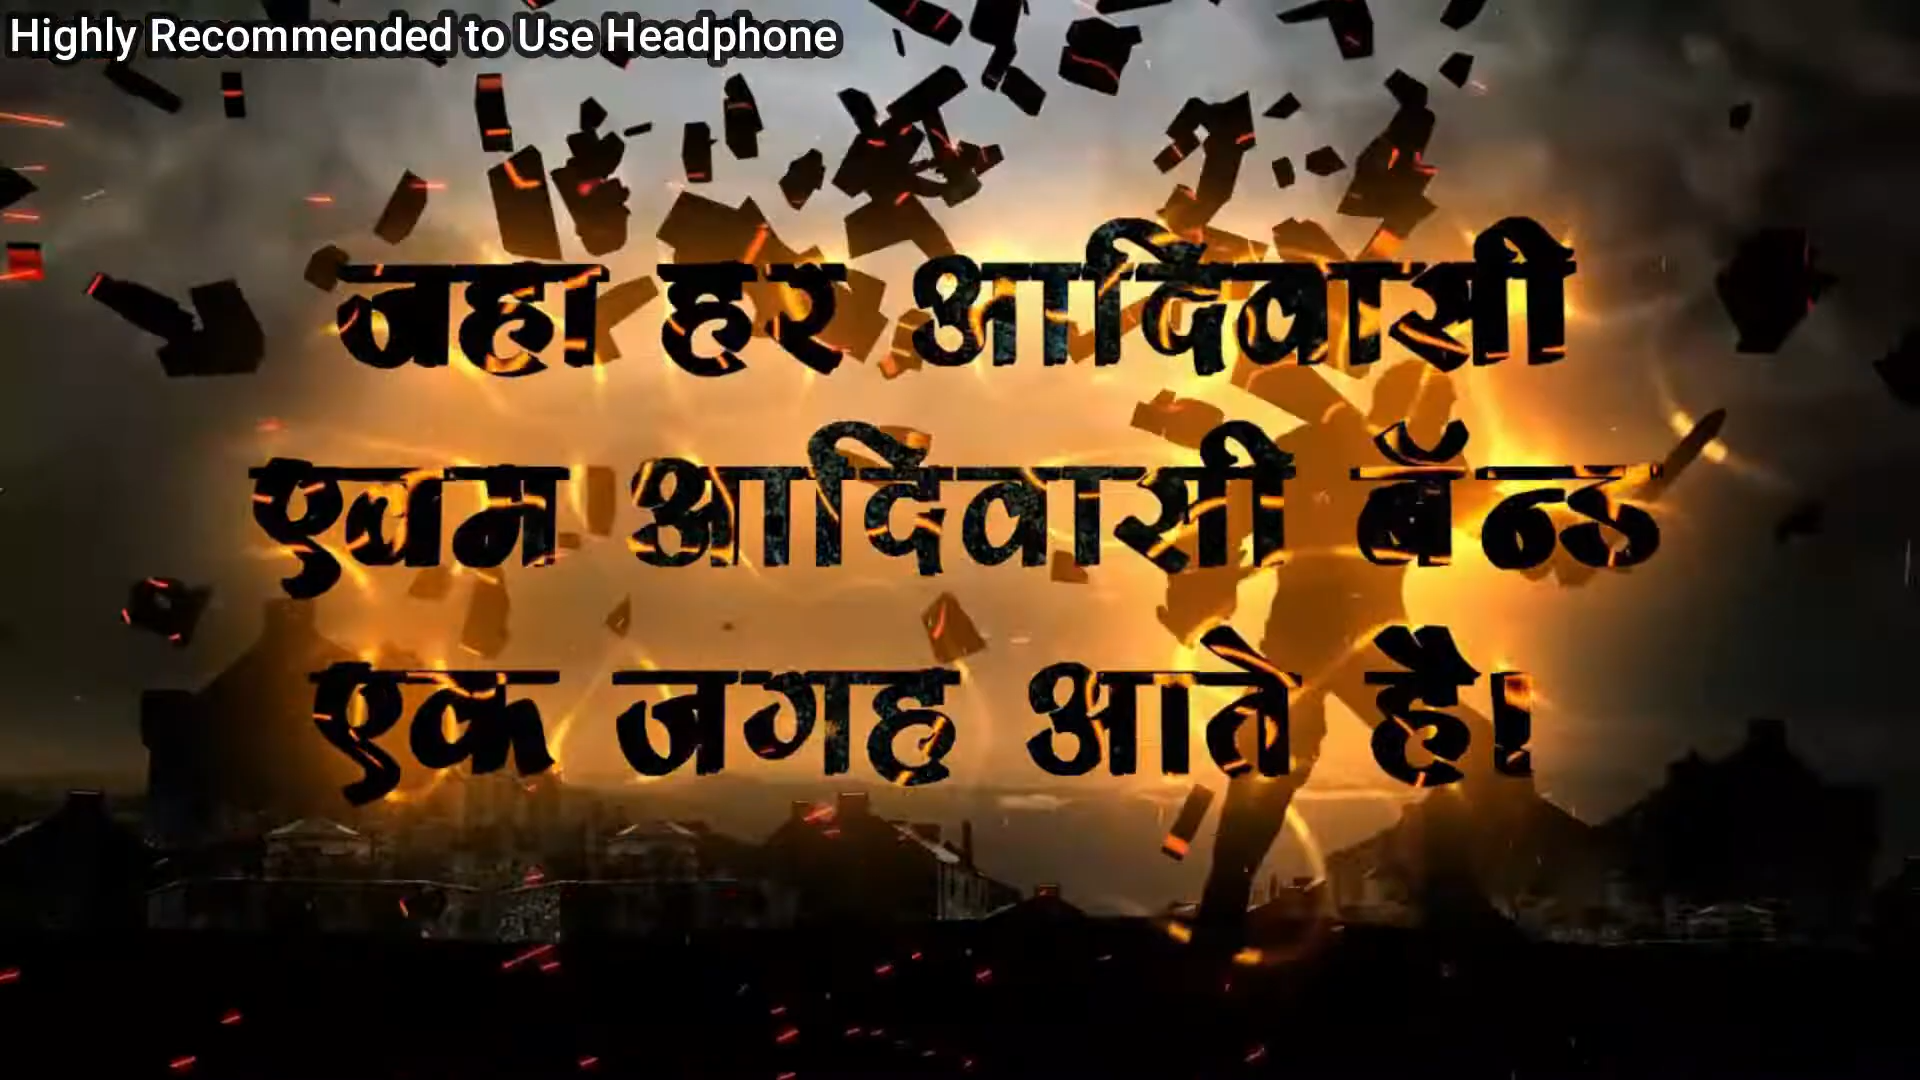 Highly Recommended to Use Headphone
जहा हर आदिवासी
एवम आदिवासी बॅन्ड
एक जगह आते है।